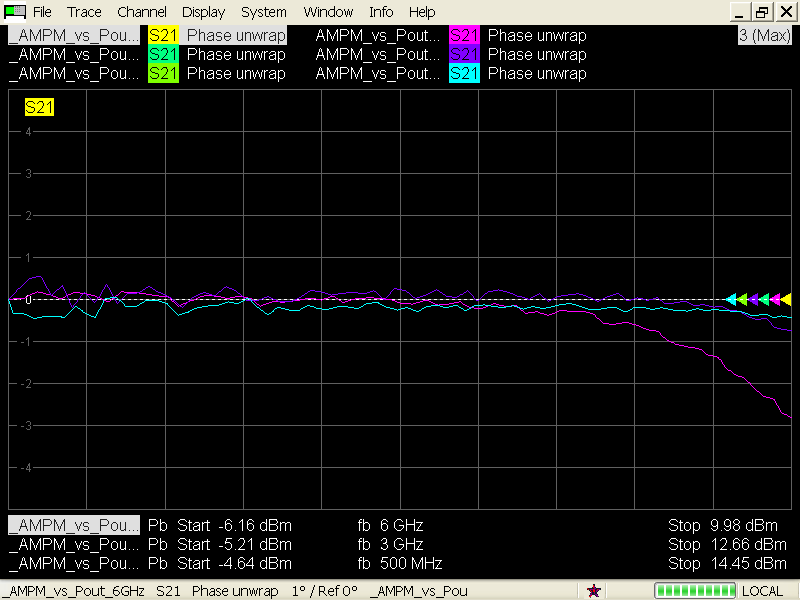 File Trace Channel Display System Window Info Help
_AMPM_vs_Pou... S21 Phase unwrap AMPM_vs_Pout... S21 Phase unwrap 3 (Max)
_AMPM_vs_Pou... S21 Phase unwrap AMPM_vs_Pout... S21 Phase unwrap
_AMPM_vs_Pou... S21 Phase unwrap AMPM_vs_Pout... S21 Phase unwrap
S21
4
3
2
1
0
-1
-2
-3
-4
_AMPM_vs_Pou... Pb Start -6.16 dBm fb 6 GHz Stop 9.98 dBm
_AMPM_vs_Pou... Pb Start -5.21 dBm fb 3 GHz Stop 12.66 dBm
_AMPM_vs_Pou... Pb Start -4.64 dBm fb 500 MHz Stop 14.45 dBm
_AMPM_vs_Pout_6GHz S21 Phase unwrap 1° / Ref 0° _AMPM_vs_Pou LOCAL